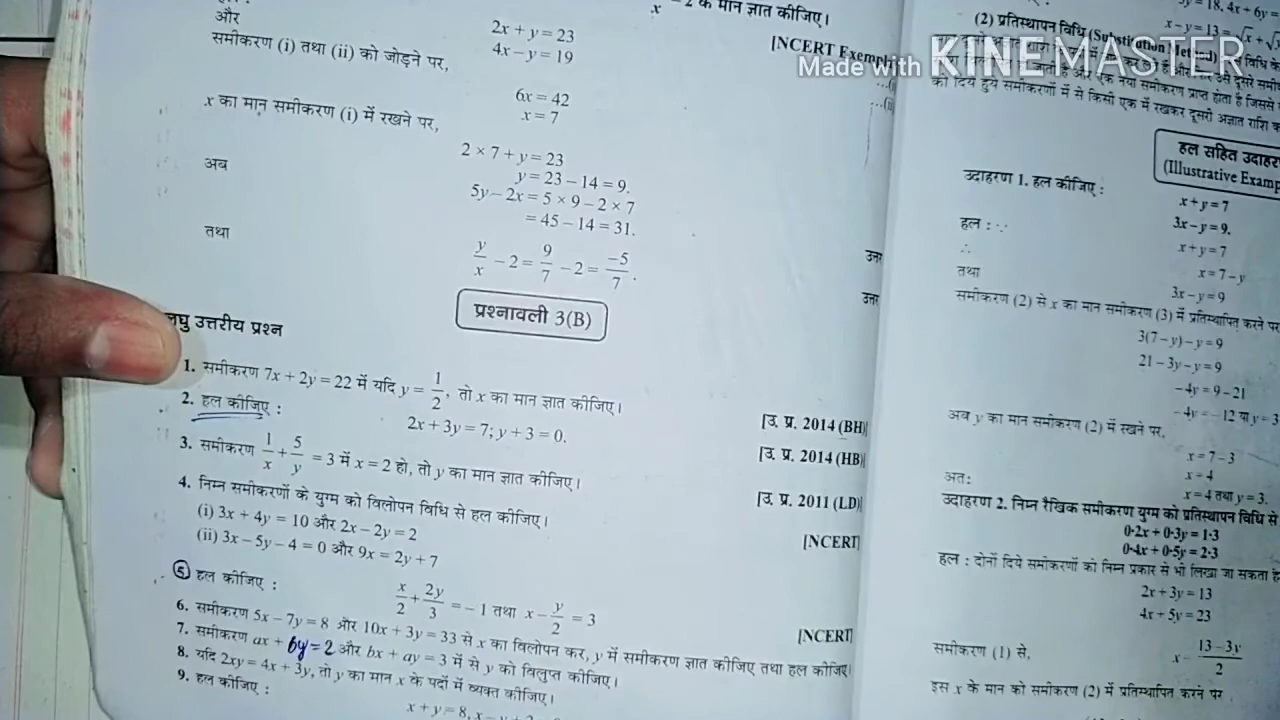 और
2x + y = 23
4x – y = 19
समीकरण (i) तथा (ii) को जोड़ने पर,
6x = 42
x = 7
x का मान समीकरण (i) में रखने पर,
2 × 7 + y = 23
y = 23 – 14 = 9.
अब
5y – 2x = 5 × 9 – 2 × 7
= 45 – 14 = 31.
तथा
y/x – 2 = 9/7 – 2 = –5/7.
के मान ज्ञात कीजिए।
[NCERT
प्रश्नावली 3(B)
लघु उत्तरीय प्रश्न
1. समीकरण 7x + 2y = 22 में यदि y = 1/2, तो x का मान ज्ञात कीजिए।
[उ. प्र. 2014 (BH)]
2. हल कीजिए :
2x + 3y = 7; y + 3 = 0.
[उ. प्र. 2014 (HB)]
3. समीकरण 1/x + 5/y = 3 में x = 2 हो, तो y का मान ज्ञात कीजिए।
[उ. प्र. 2011 (LD)]
4. निम्न समीकरणों के युग्म को विलोपन विधि से हल कीजिए।
(i) 3x + 4y = 10 और 2x – 2y = 2
[NCERT]
(ii) 3x – 5y – 4 = 0 और 9x = 2y + 7
5 हल कीजिए :
x/2 + 2y/3 = –1 तथा x – y/3 = 3
[NCERT]
6. समीकरण 5x – 7y = 8 और 10x + 3y = 33 से x का विलोपन कर, y में समीकरण ज्ञात कीजिए तथा हल कीजिए।
7. समीकरण ax + by = 2 और bx + ay = 3 में से y को विलुप्त कीजिए।
8. यदि 2xy = 4x + 3y, तो y का मान x के पदों में व्यक्त कीजिए।
9. हल कीजिए :
x + y = 8,
Made with KINEMASTER
(2) प्रतिस्थापन विधि (Substitution Method)
को दिये हुये समीकरणों में से किसी एक में रखकर दूसरी अज्ञात राशि
हल सहित
(Illustrative
उदाहरण 1. हल कीजिए :
x + y = 7
3x – y = 9.
हल : ∵
x + y = 7
∴
x = 7 – y
तथा
3x – y = 9
समीकरण (2) से x का मान समीकरण (3) में प्रतिस्थापित करने पर
3(7 – y) – y = 9
21 – 3y – y = 9
– 4y = 9 – 21
– 4y = – 12 या y = 3
अब y का मान समीकरण (2) में रखने पर,
x = 7 – 3
x = 4
अतः
x = 4 तथा y = 3.
उदाहरण 2. निम्न रैखिक समीकरण युग्म को प्रतिस्थापन विधि से
0·2x + 0·3y = 1·3
0·4x + 0·5y = 2·3
हल : दोनों दिये समीकरणों को निम्न प्रकार से भी लिखा जा सकता है
2x + 3y = 13
4x + 5y = 23
समीकरण (1) से,
x = 13 – 3y/2
इस x के मान को समीकरण (2) में प्रतिस्थापित करने पर